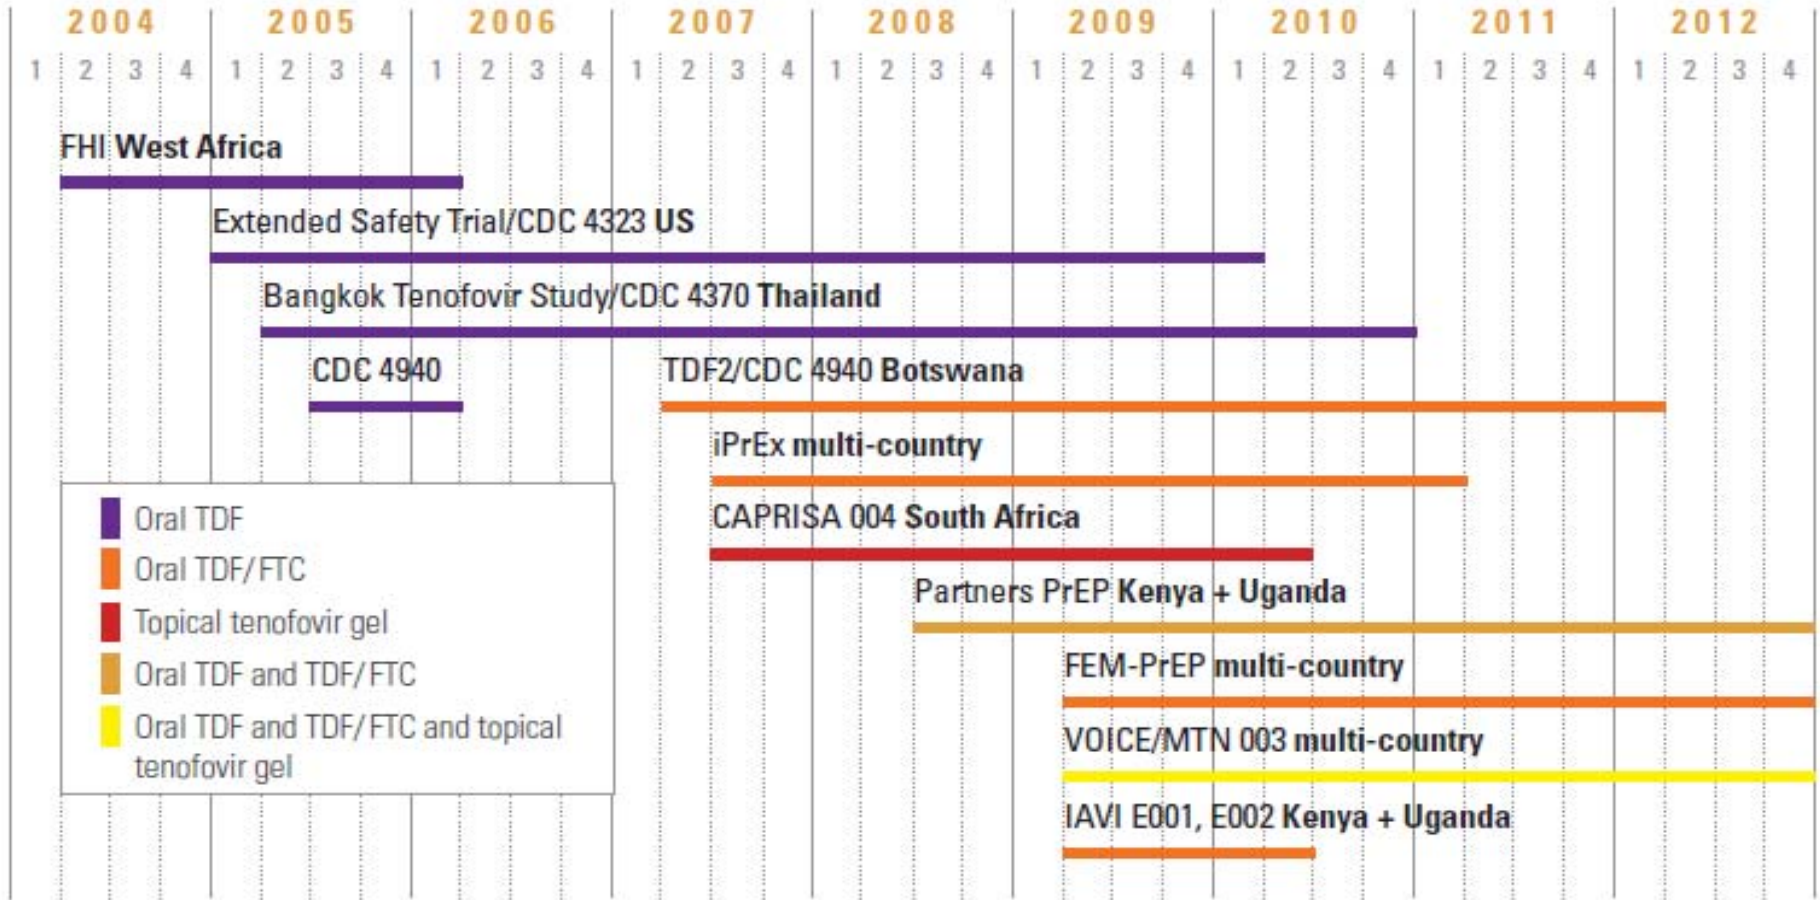 2004 2005 2006 2007 2008 2009 2010 2011 2012
1 2 3 4 1 2 3 4 1 2 3 4 1 2 3 4 1 2 3 4 1 2 3 4 1 2 3 4 1 2 3 4 1 2 3 4
FHI West Africa
Extended Safety Trial/CDC 4323 US
Bangkok Tenofovir Study/CDC 4370 Thailand
CDC 4940 TDF2/CDC 4940 Botswana
iPrEx multi-country
CAPRISA 004 South Africa
Partners PrEP Kenya + Uganda
FEM-PrEP multi-country
VOICE/MTN 003 multi-country
IAVI E001, E002 Kenya + Uganda
Oral TDF
Oral TDF/FTC
Topical tenofovir gel
Oral TDF and TDF/FTC
Oral TDF and TDF/FTC and topical
tenofovir gel